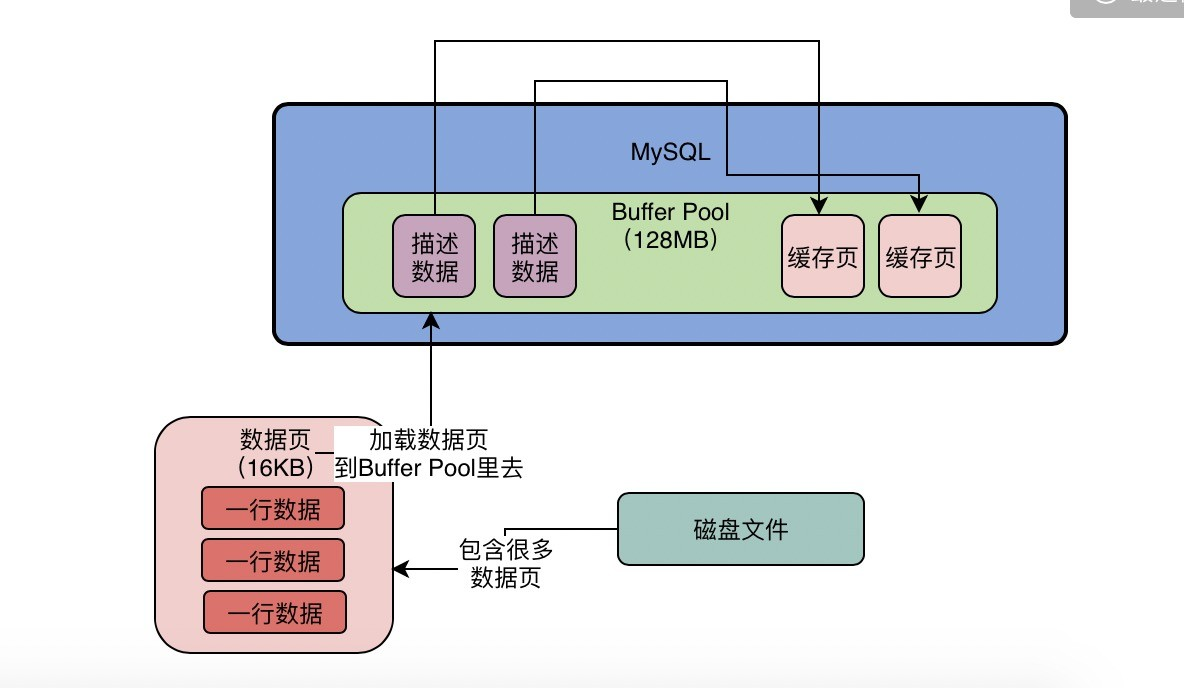 MySQL
Buffer Pool
（128MB）
描述
数据
描述
数据
缓存页
缓存页
数据页
（16KB）
加载数据页
到Buffer Pool里去
一行数据
一行数据
一行数据
包含很多
数据页
磁盘文件